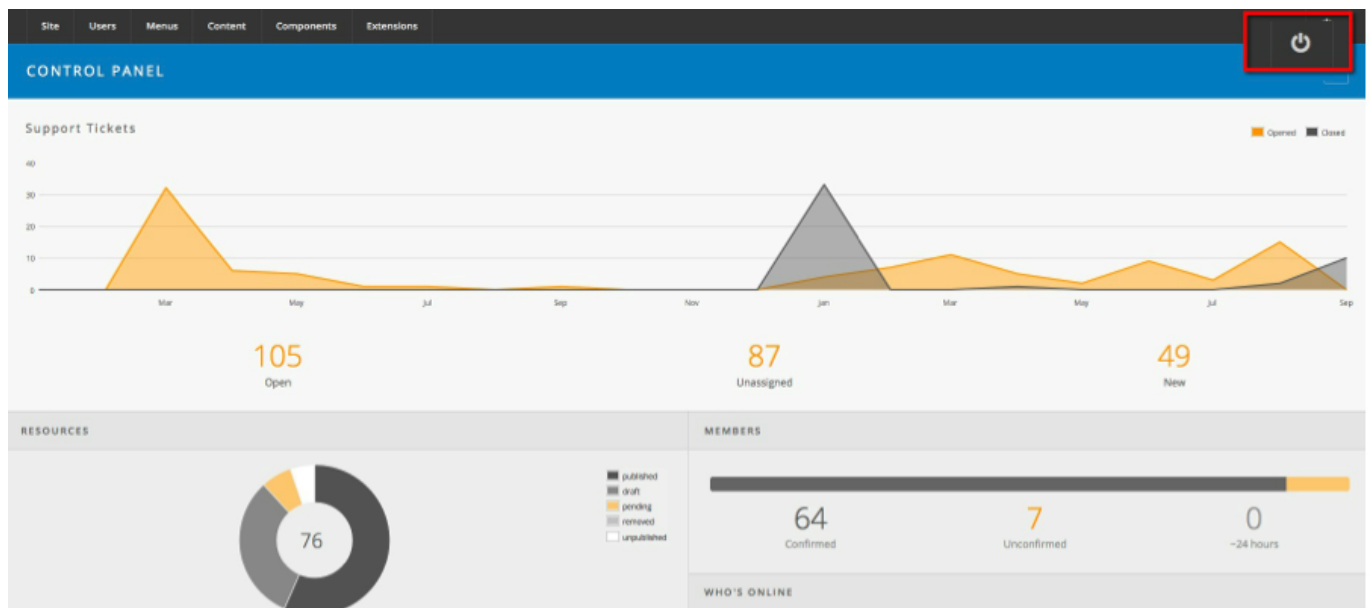 Site Users Menus Content Components Extensions
CONTROL PANEL
Support Tickets
Opened Closed
40
30
20
10
0
Mar May Jul Sep Nov Jan Mar May Jul Sep
105 87 49
Open Unassigned New
RESOURCES
published
draft
pending
removed
unpublished
76
MEMBERS
64 7 0
Confirmed Unconfirmed ~24 hours
WHO'S ONLINE